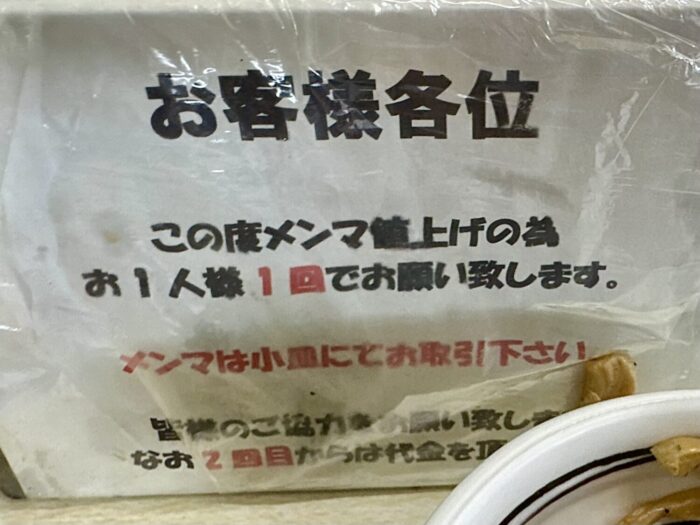 お客様各位
この度メンマ値上げの為
お1人様1回でお願い致します。
メンマは小皿にてお取引下さい
皆様のご協力をお願い致しま
なお2回目からは代金を頂